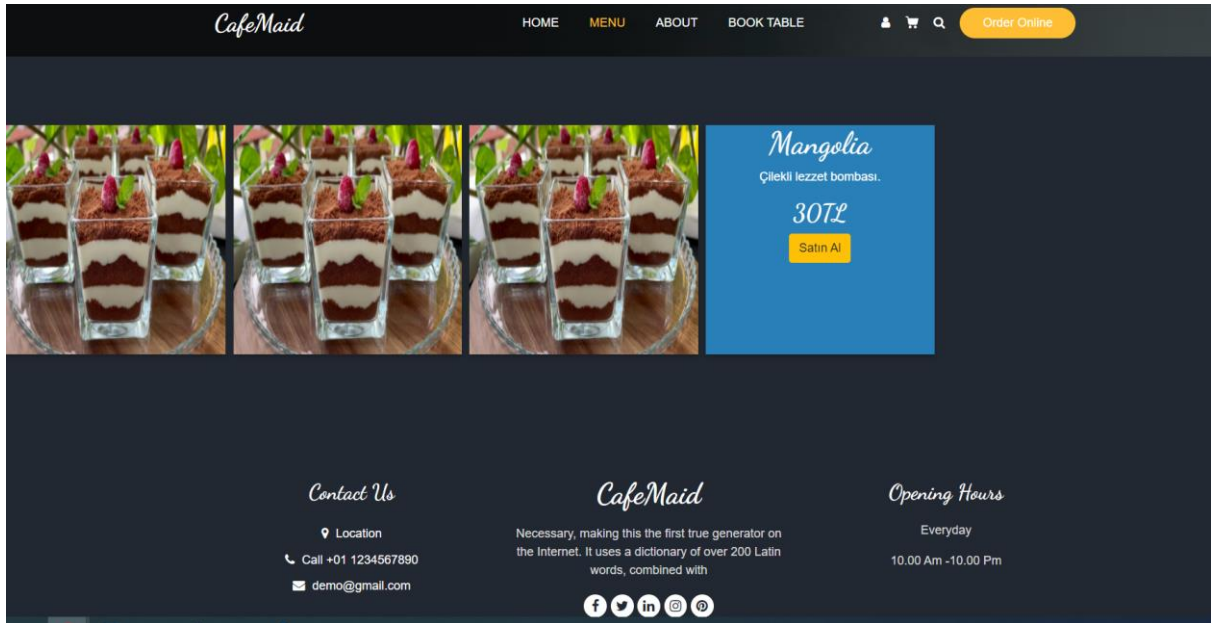 CafeMaid
HOME MENU ABOUT BOOK TABLE
Order Online
Mangolia
Çilekli lezzet bombası.
30TL
Satın Al
Contact Us
Location
Call +01 1234567890
demo@gmail.com
CafeMaid
Necessary, making this the first true generator on
the Internet. It uses a dictionary of over 200 Latin
words, combined with
Opening Hours
Everyday
10.00 Am -10.00 Pm